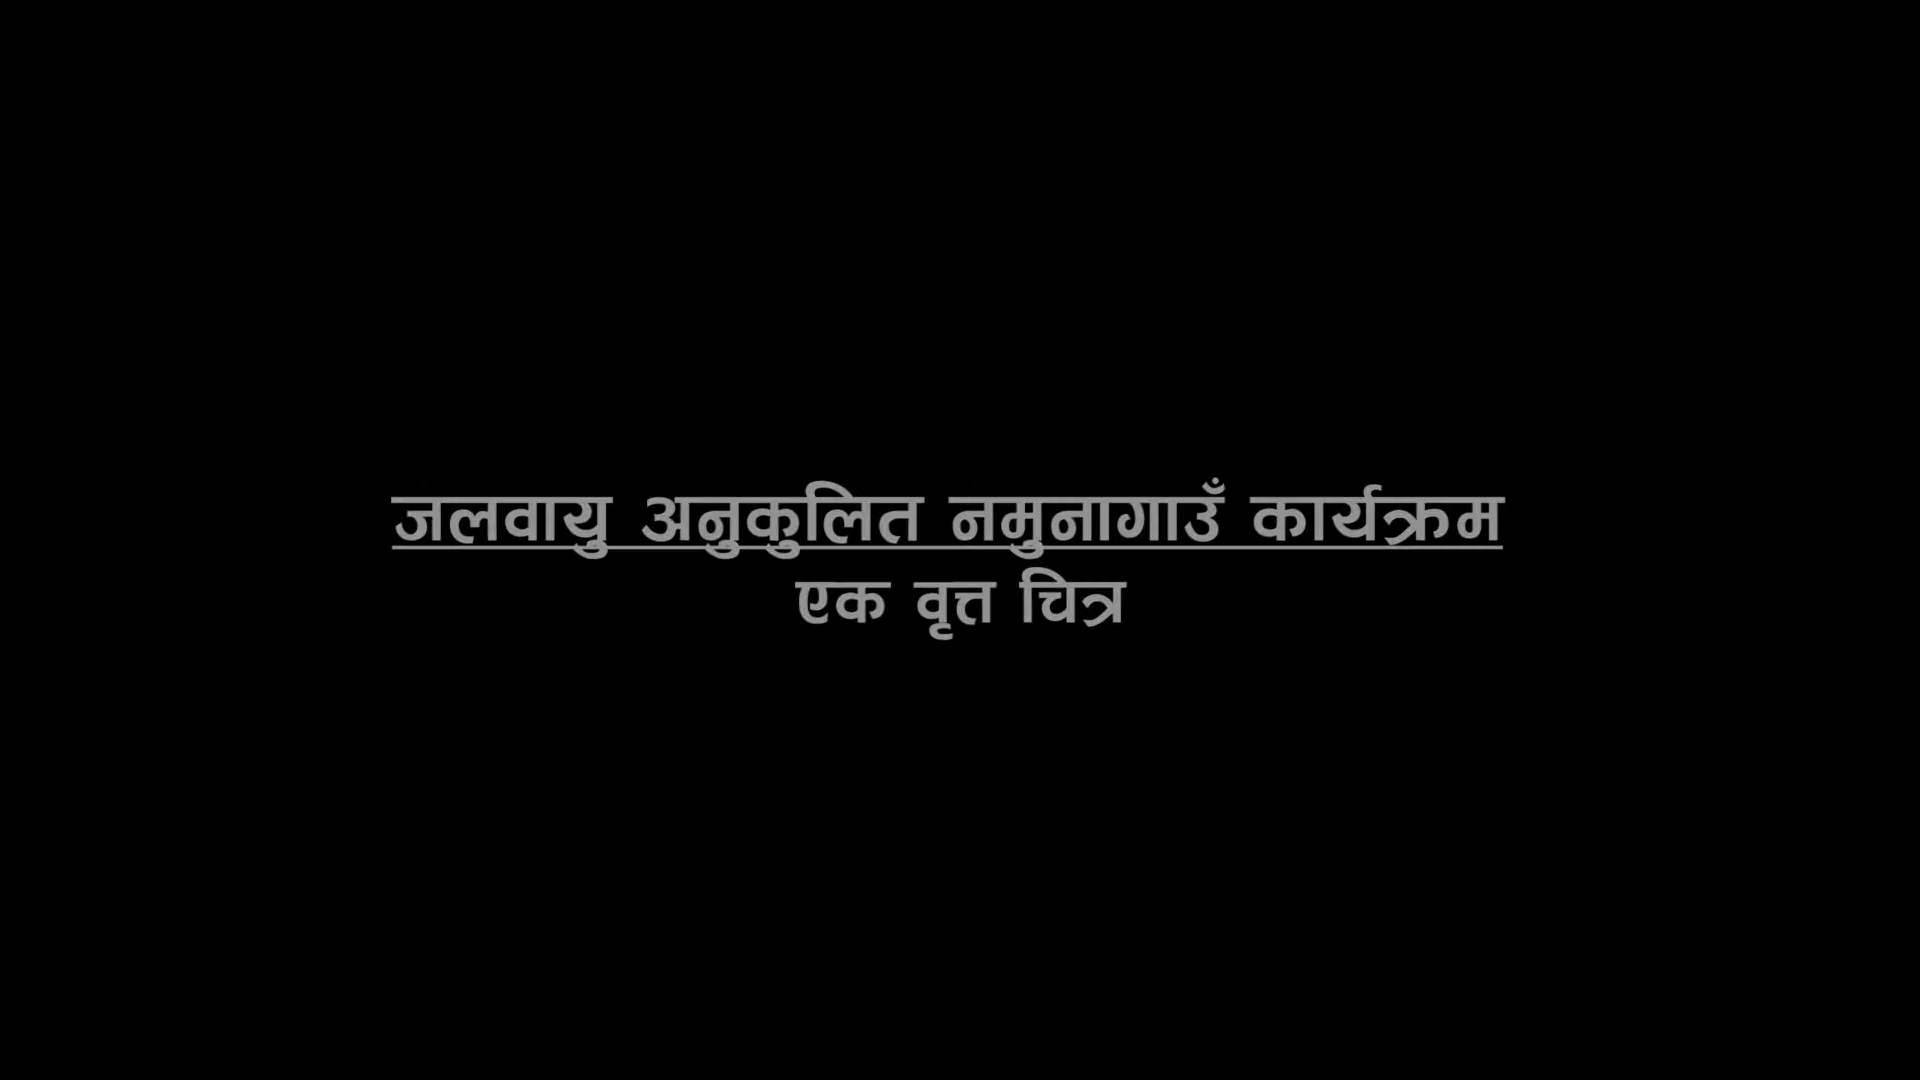 जलवायु अनुकुलित नमुनागाउँ कार्यक्रम
एक वृत्त चित्र